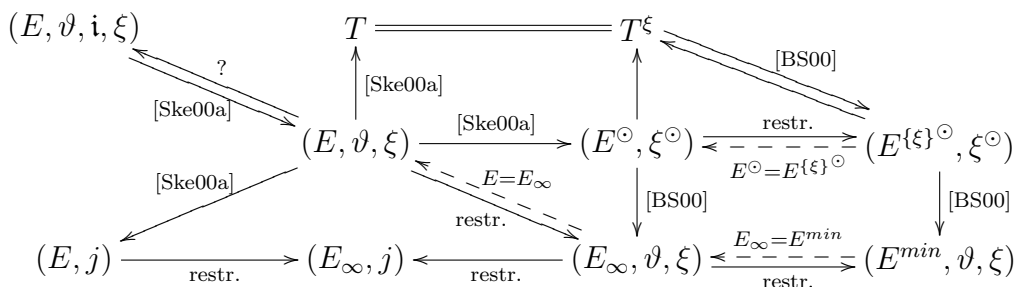 (E, ϑ, 𝔦, ξ) T T^ξ
? [BS00]
[Ske00a] [Ske00a]
(E, ϑ, ξ) [Ske00a] (E^⊙, ξ^⊙) restr. (E^{ξ}^⊙, ξ^⊙)
E^⊙=E^{ξ}^⊙
[Ske00a] E=E_∞ [BS00] [BS00]
restr.
(E, j) restr. (E_∞, j) restr. (E_∞, ϑ, ξ) E_∞=E^{min} restr. (E^{min}, ϑ, ξ)